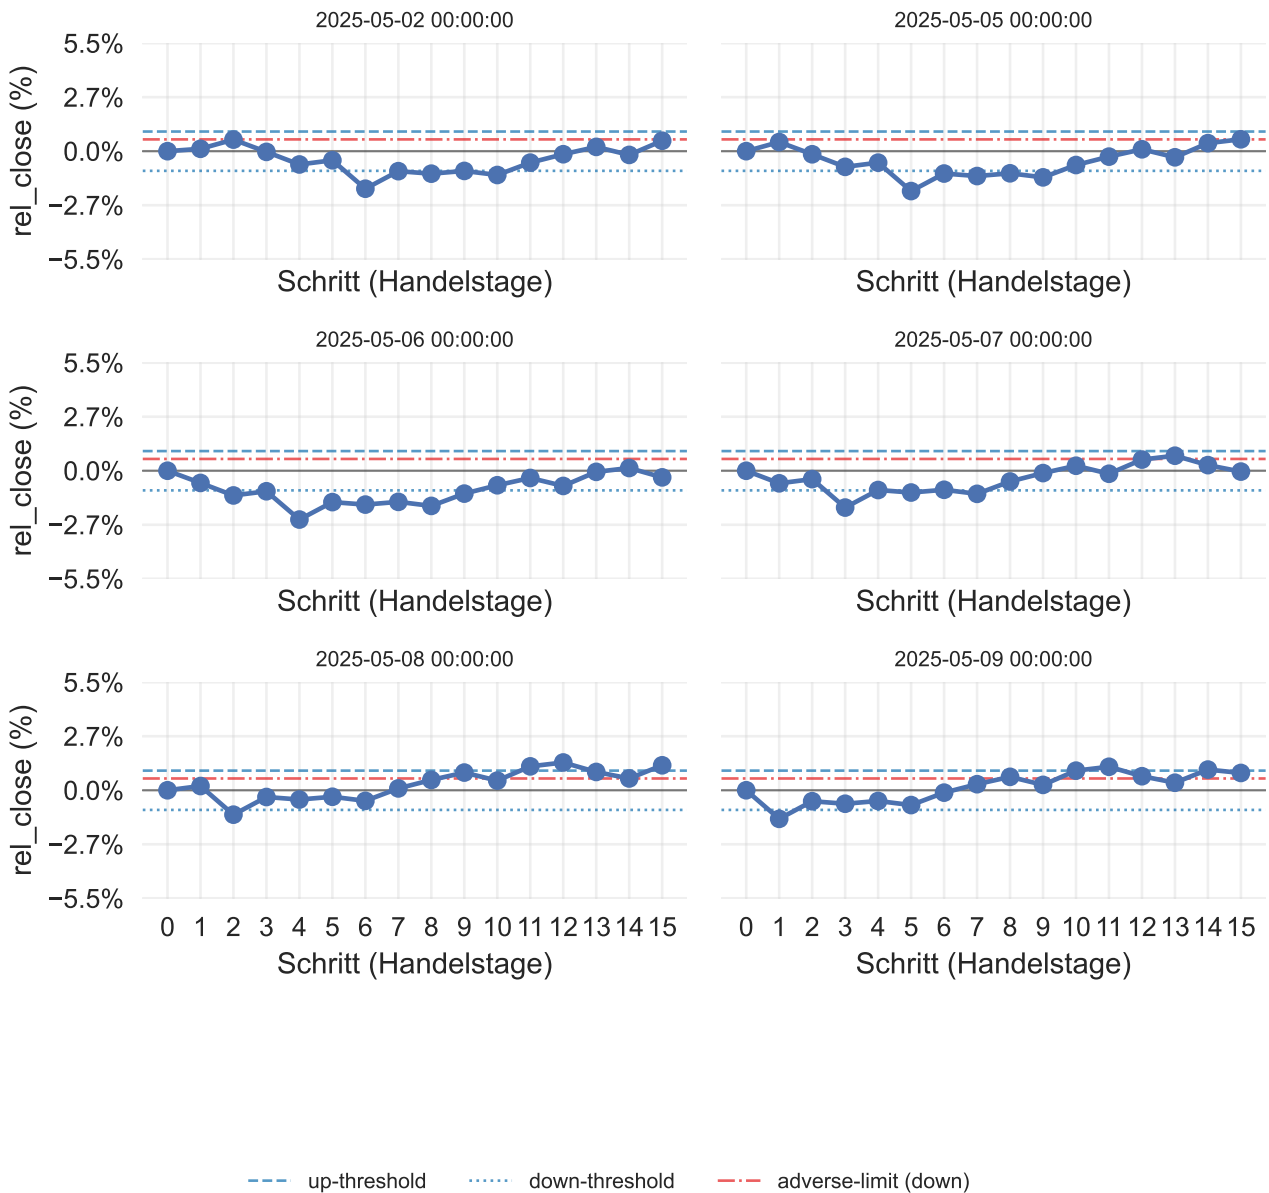 2025-05-02 00:00:00
2025-05-05 00:00:00
rel_close (%)
5.5%
2.7%
0.0%
−2.7%
−5.5%
Schritt (Handelstage)
Schritt (Handelstage)
2025-05-06 00:00:00
2025-05-07 00:00:00
rel_close (%)
5.5%
2.7%
0.0%
−2.7%
−5.5%
Schritt (Handelstage)
Schritt (Handelstage)
2025-05-08 00:00:00
2025-05-09 00:00:00
rel_close (%)
5.5%
2.7%
0.0%
−2.7%
−5.5%
0 1 2 3 4 5 6 7 8 9 10 11 12 13 14 15
0 1 2 3 4 5 6 7 8 9 10 11 12 13 14 15
Schritt (Handelstage)
Schritt (Handelstage)
up-threshold
down-threshold
adverse-limit (down)